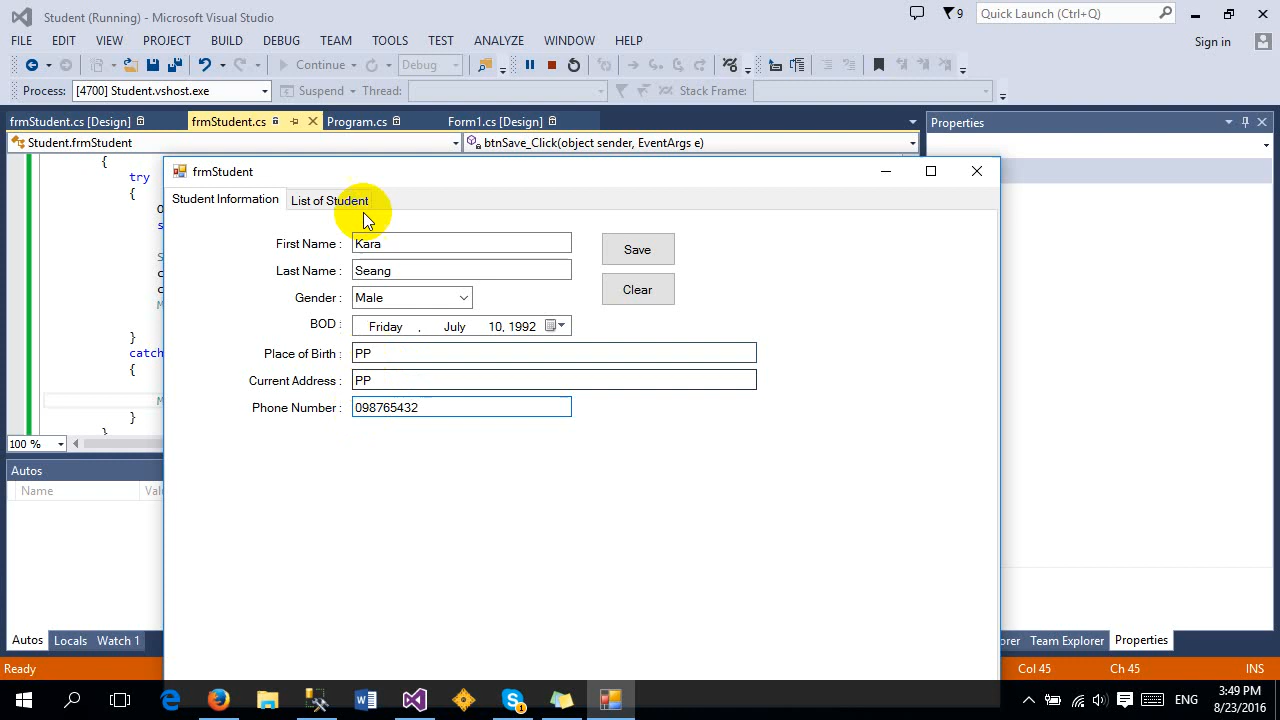 Student (Running) - Microsoft Visual Studio
9
Quick Launch (Ctrl+Q)
FILE EDIT VIEW PROJECT BUILD DEBUG TEAM TOOLS TEST ANALYZE WINDOW HELP
Sign in
Continue Debug
Process: [4700] Student.vshost.exe Suspend Thread: Stack Frame:
frmStudent.cs [Design] frmStudent.cs Program.cs Form1.cs [Design]
Properties
Student.frmStudent btnSave_Click(object sender, EventArgs e)
{
try
{
}
catch
{
}
}
100 %
frmStudent
Student Information List of Student
First Name : Kara
Save
Last Name : Seang
Clear
Gender : Male
BOD : Friday , July 10, 1992
Place of Birth : PP
Current Address : PP
Phone Number : 098765432
Autos
Name
Autos Locals Watch 1
Team Explorer Properties
Ready
Col 45 Ch 45 INS
1
ENG
3:49 PM
8/23/2016